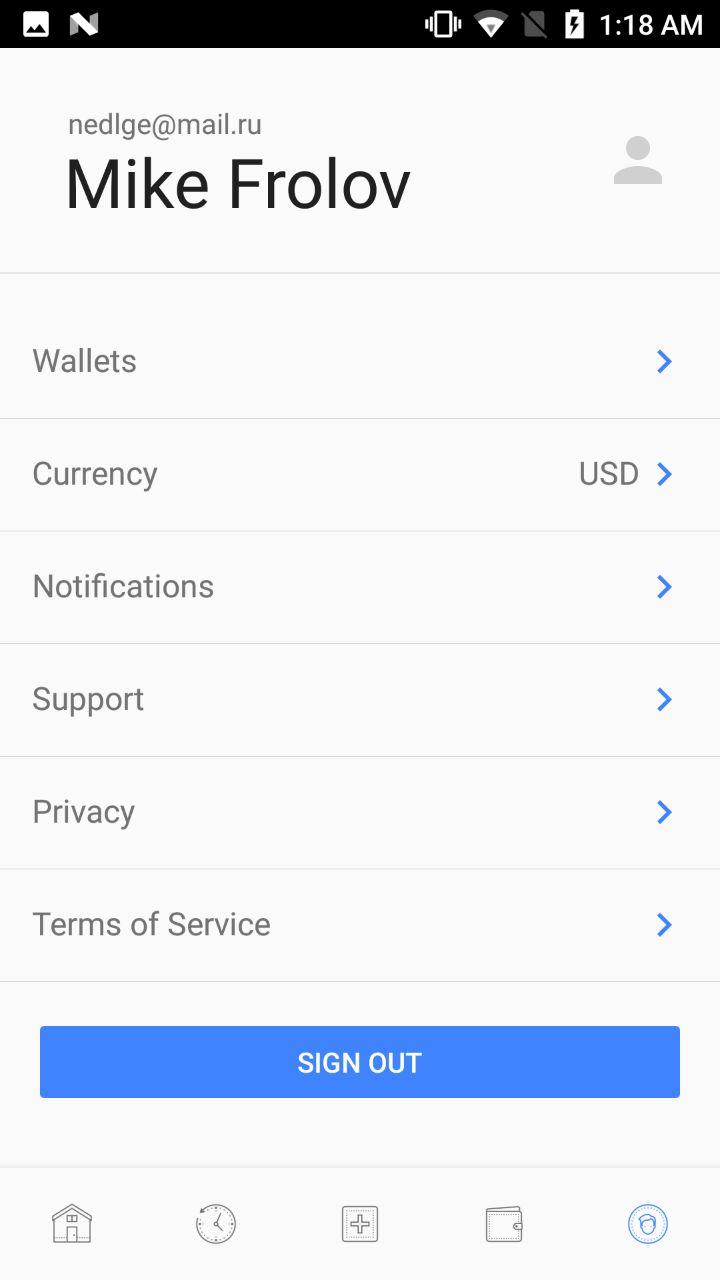 1:18 AM
nedlge@mail.ru
Mike Frolov
Wallets
Currency USD
Notifications
Support
Privacy
Terms of Service
SIGN OUT